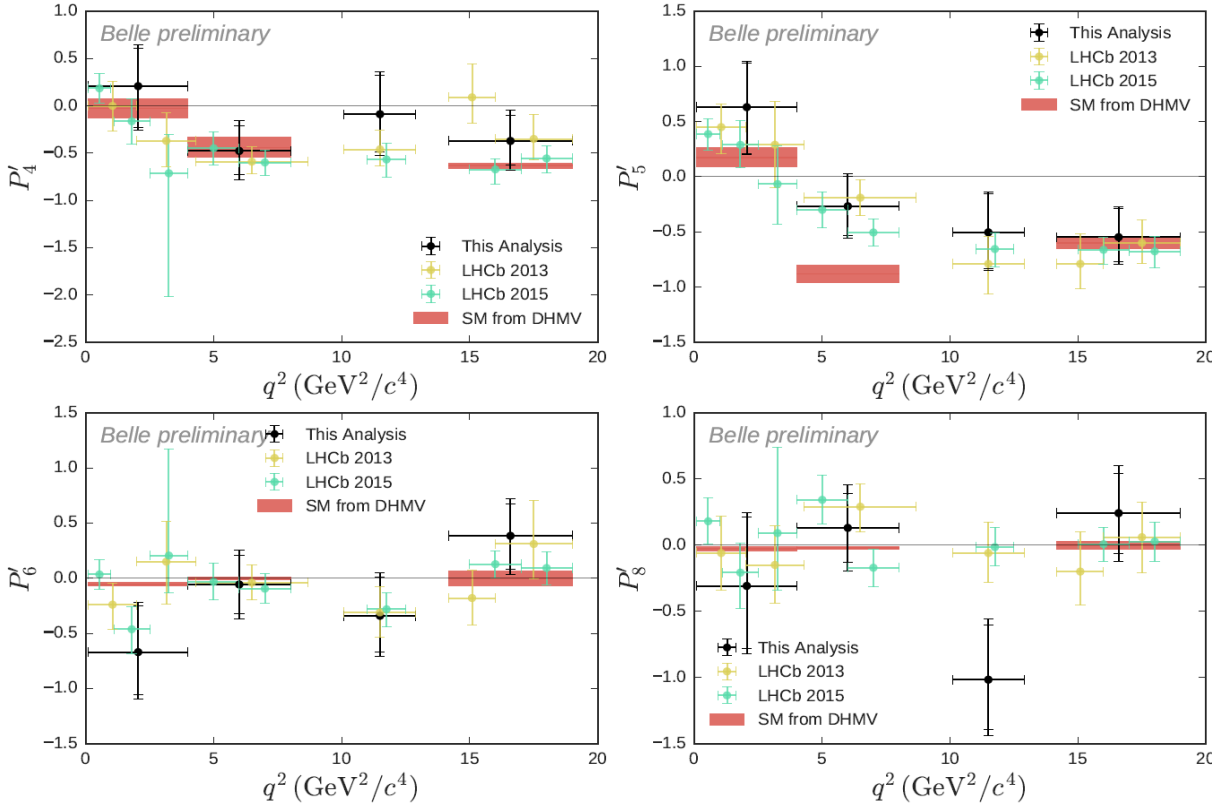 Belle preliminary
1.0
0.5
0.0
−0.5
−1.0
−1.5
−2.0
−2.5
P′4
This Analysis
LHCb 2013
LHCb 2015
SM from DHMV
0 5 10 15 20
q² (GeV²/c⁴)
Belle preliminary
1.5
1.0
0.5
0.0
−0.5
−1.0
−1.5
P′5
This Analysis
LHCb 2013
LHCb 2015
SM from DHMV
0 5 10 15 20
q² (GeV²/c⁴)
Belle preliminary
1.5
1.0
0.5
0.0
−0.5
−1.0
−1.5
P′6
This Analysis
LHCb 2013
LHCb 2015
SM from DHMV
0 5 10 15 20
q² (GeV²/c⁴)
Belle preliminary
1.0
0.5
0.0
−0.5
−1.0
−1.5
P′8
This Analysis
LHCb 2013
LHCb 2015
SM from DHMV
0 5 10 15 20
q² (GeV²/c⁴)